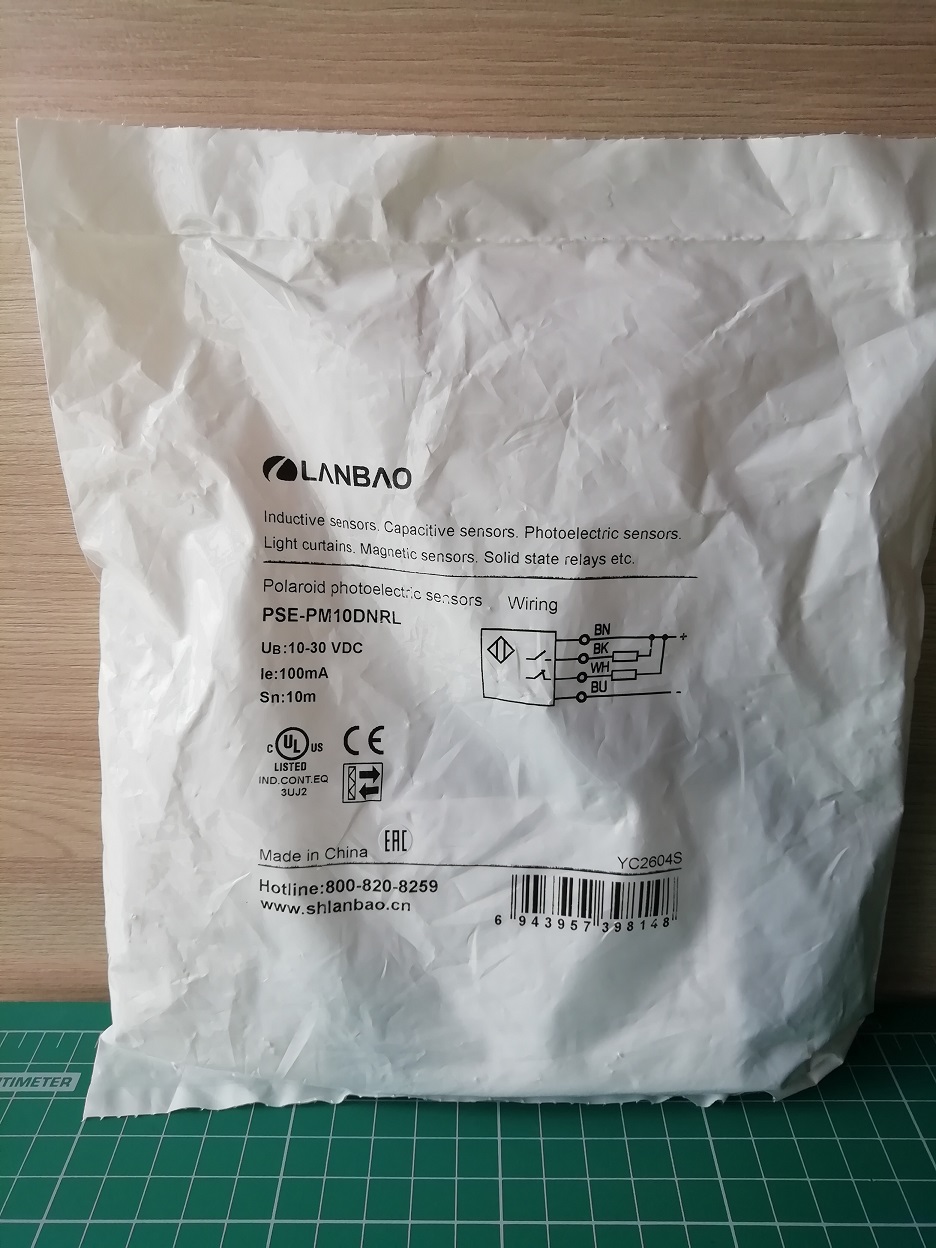 LANBAO
Inductive sensors. Capacitive sensors. Photoelectric sensors.
Light curtains. Magnetic sensors. Solid state relays etc.
Polaroid photoelectric sensors Wiring
PSE-PM10DNRL
UB:10-30 VDC
Ie:100mA
Sn:10m
BN
+
BK
WH
BU
-
C UL US CE
LISTED
IND.CONT.EQ
3UJ2
Made in China EAC
YC2604S
Hotline:800-820-8259
www.shlanbao.cn
6 943957 398148
TIMETER